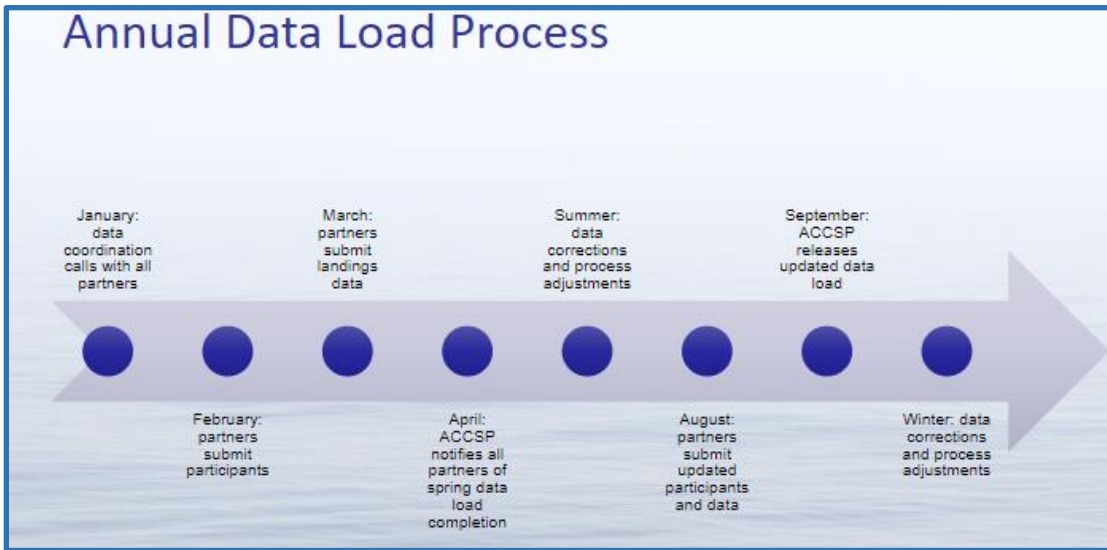 Annual Data Load Process
January:
data
coordination
calls with all
partners
February:
partners
submit
participants
March:
partners
submit
landings
data
April:
ACCSP
notifies all
partners of
spring data
load
completion
Summer:
data
corrections
and process
adjustments
August:
partners
submit
updated
participants
and data
September:
ACCSP
releases
updated data
load
Winter: data
corrections
and process
adjustments